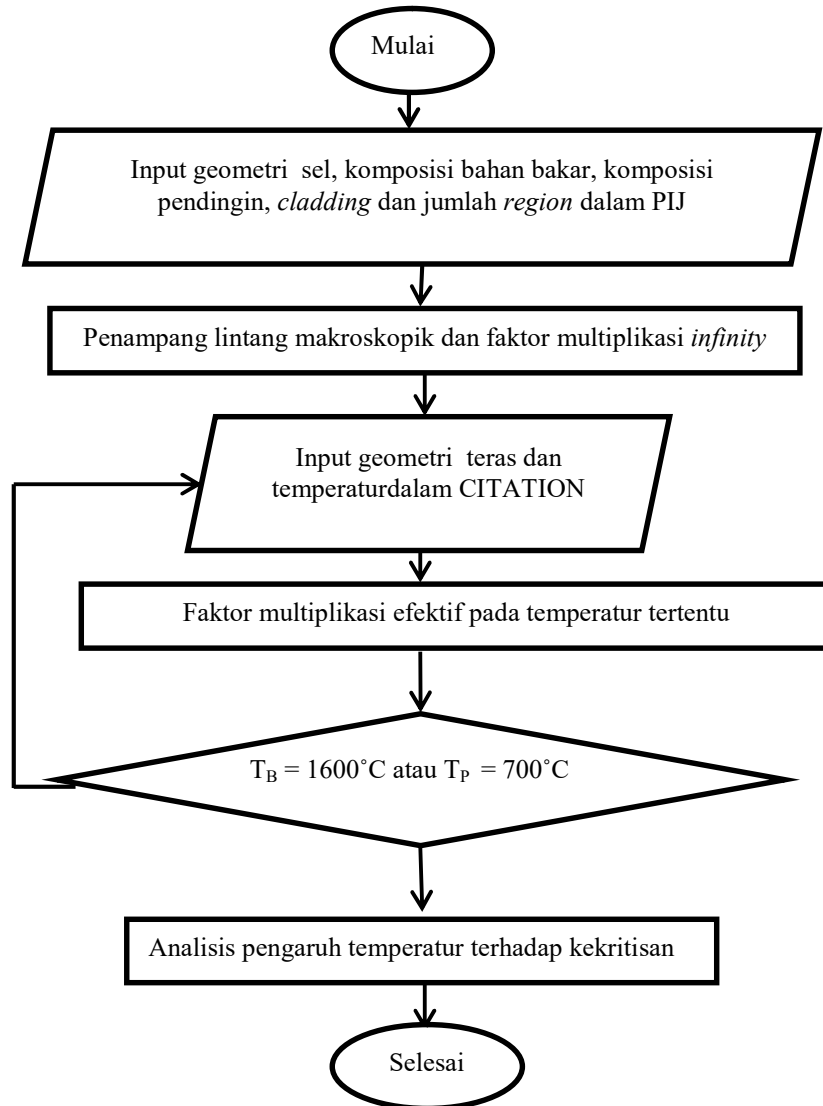 Mulai
Input geometri sel, komposisi bahan bakar, komposisi
pendingin, cladding dan jumlah region dalam PIJ
Penampang lintang makroskopik dan faktor multiplikasi infinity
Input geometri teras dan
temperaturdalam CITATION
Faktor multiplikasi efektif pada temperatur tertentu
T_B = 1600˚C atau T_P = 700˚C
Analisis pengaruh temperatur terhadap kekritisan
Selesai